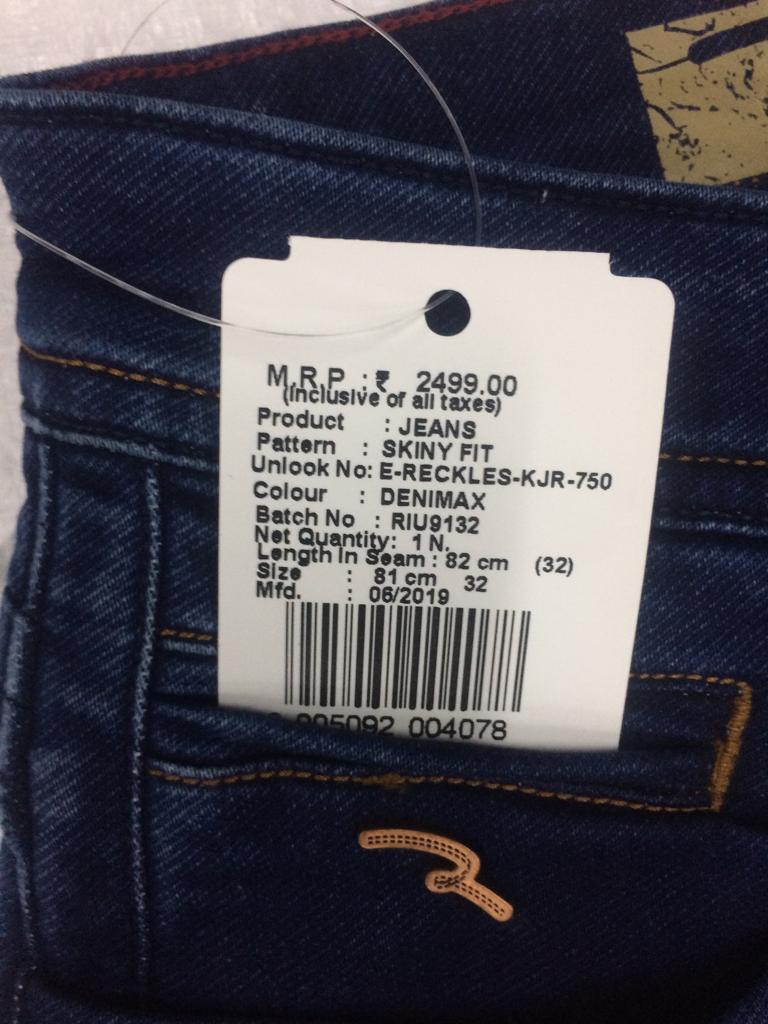 M.R.P : ₹ 2499.00
(Inclusive of all taxes)
Product : JEANS
Pattern : SKINY FIT
Unlook No: E-RECKLES-KJR-750
Colour : DENIMAX
Batch No : RIU9132
Net Quantity: 1 N.
Length In Seam : 82 cm (32)
Size : 81 cm 32
Mfd. : 06/2019
005092 004078